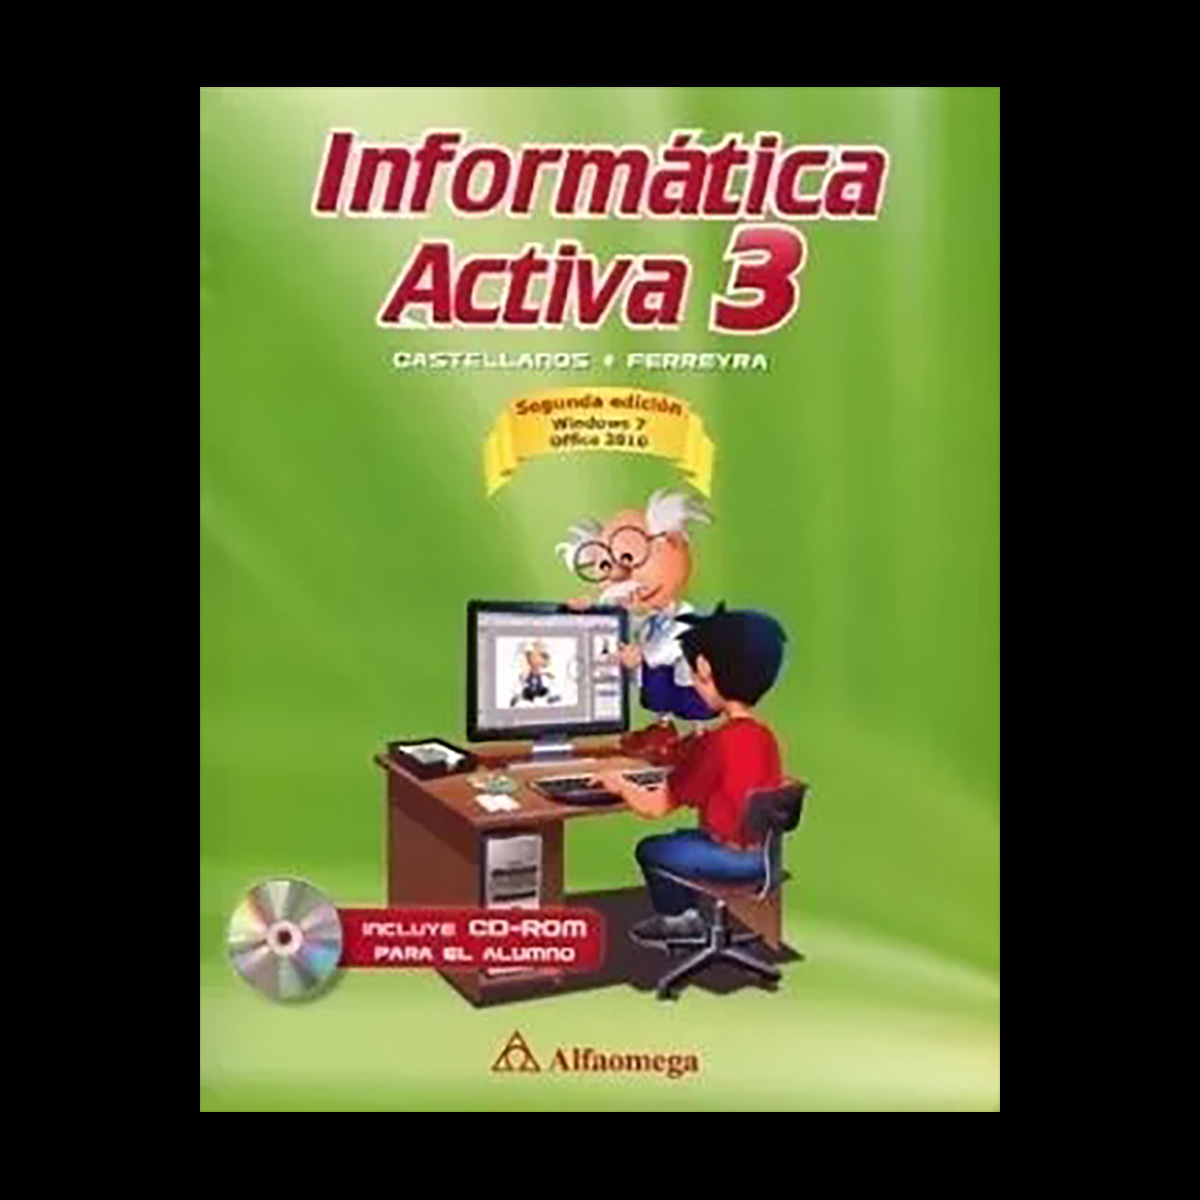 Informática
Activa 3
CASTELLANOS • FERREYRA
Segunda edición
Windows 7
Office 2010
INCLUYE CD-ROM
PARA EL ALUMNO
Alfaomega